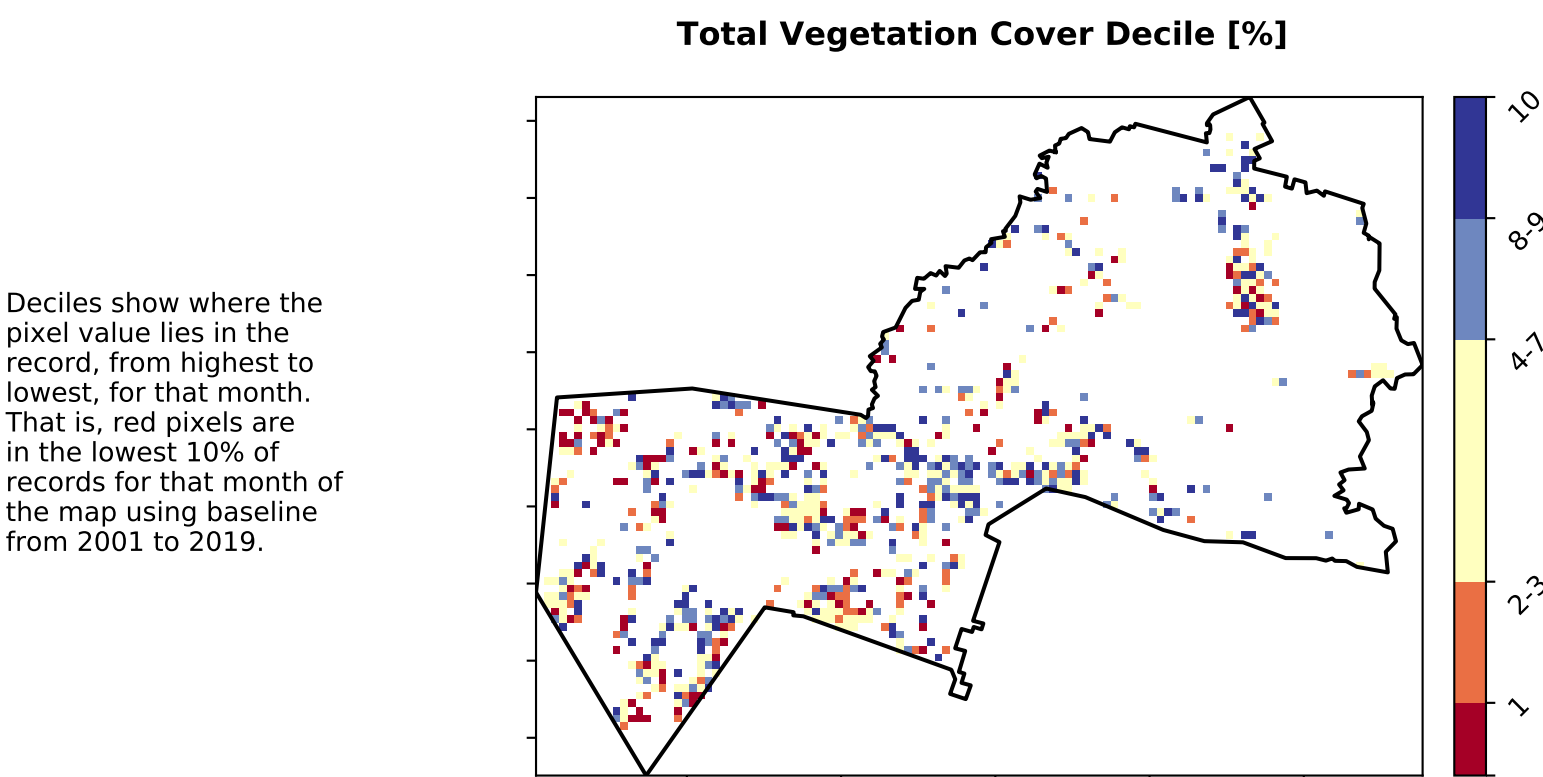 Total Vegetation Cover Decile [%]
Deciles show where the
pixel value lies in the
record, from highest to
lowest, for that month.
That is, red pixels are
in the lowest 10% of
records for that month of
the map using baseline
from 2001 to 2019.
10
8-9
4-7
2-3
1